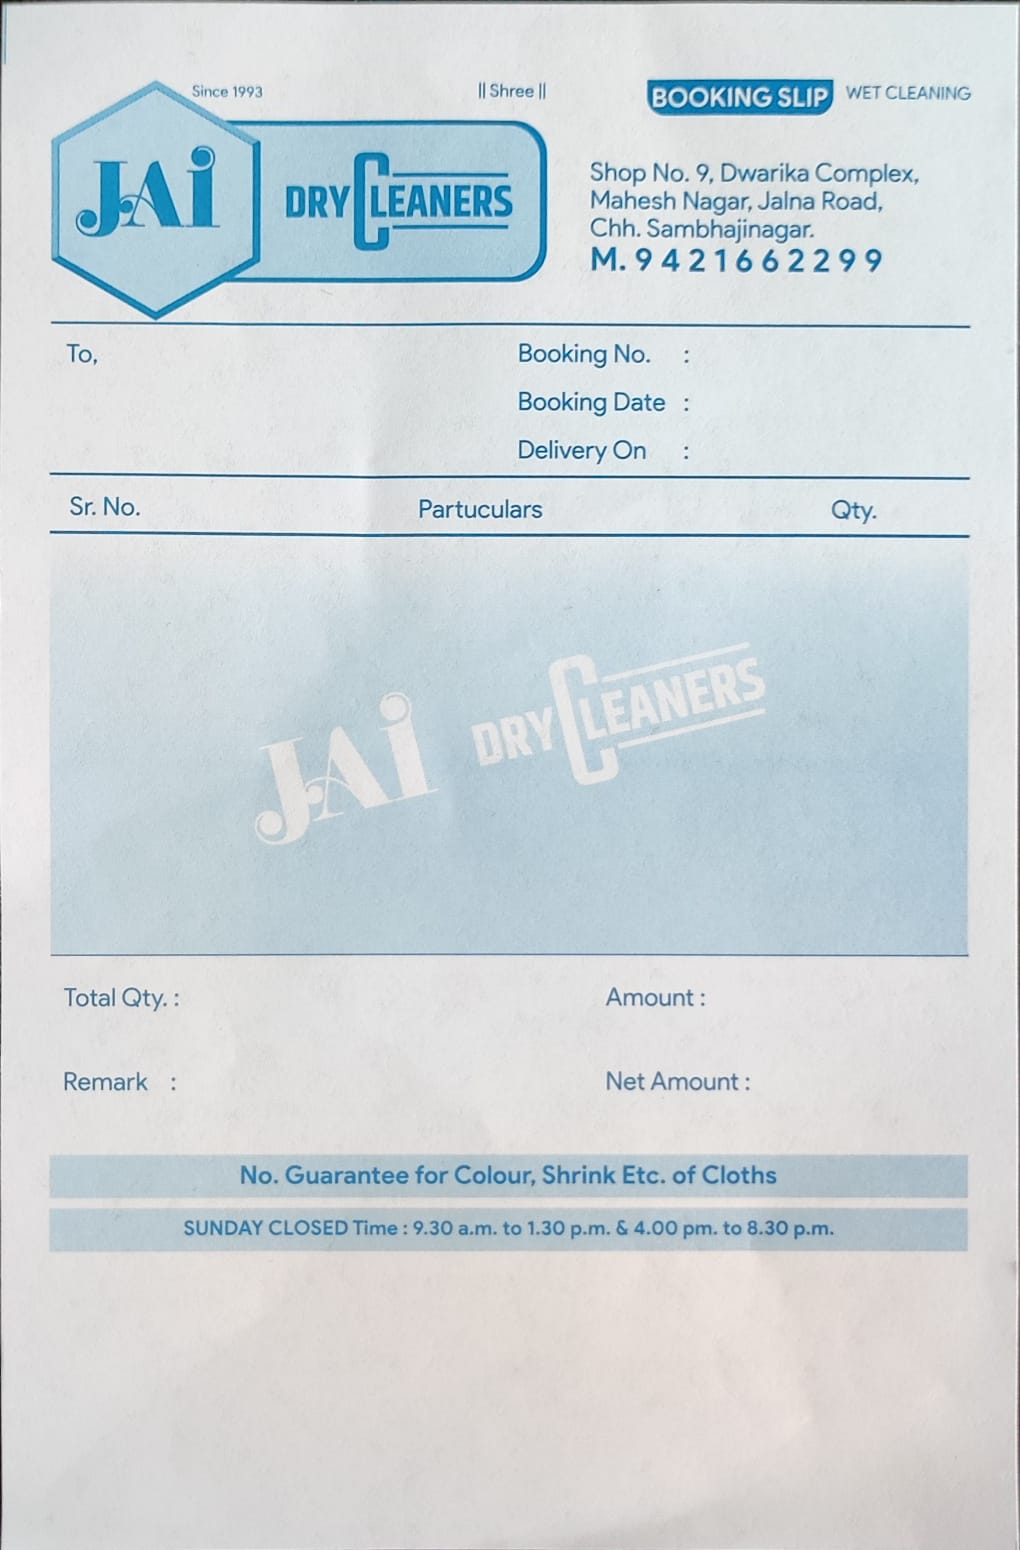 Since 1993
|| Shree ||
BOOKING SLIP WET CLEANING
JAi DRY CLEANERS
Shop No. 9, Dwarika Complex,
Mahesh Nagar, Jalna Road,
Chh. Sambhajinagar.
M. 9421662299
To,
Booking No. :
Booking Date :
Delivery On :
Sr. No. Partuculars Qty.
JAi DRY CLEANERS
Total Qty. : Amount :
Remark : Net Amount :
No. Guarantee for Colour, Shrink Etc. of Cloths
SUNDAY CLOSED Time : 9.30 a.m. to 1.30 p.m. & 4.00 pm. to 8.30 p.m.